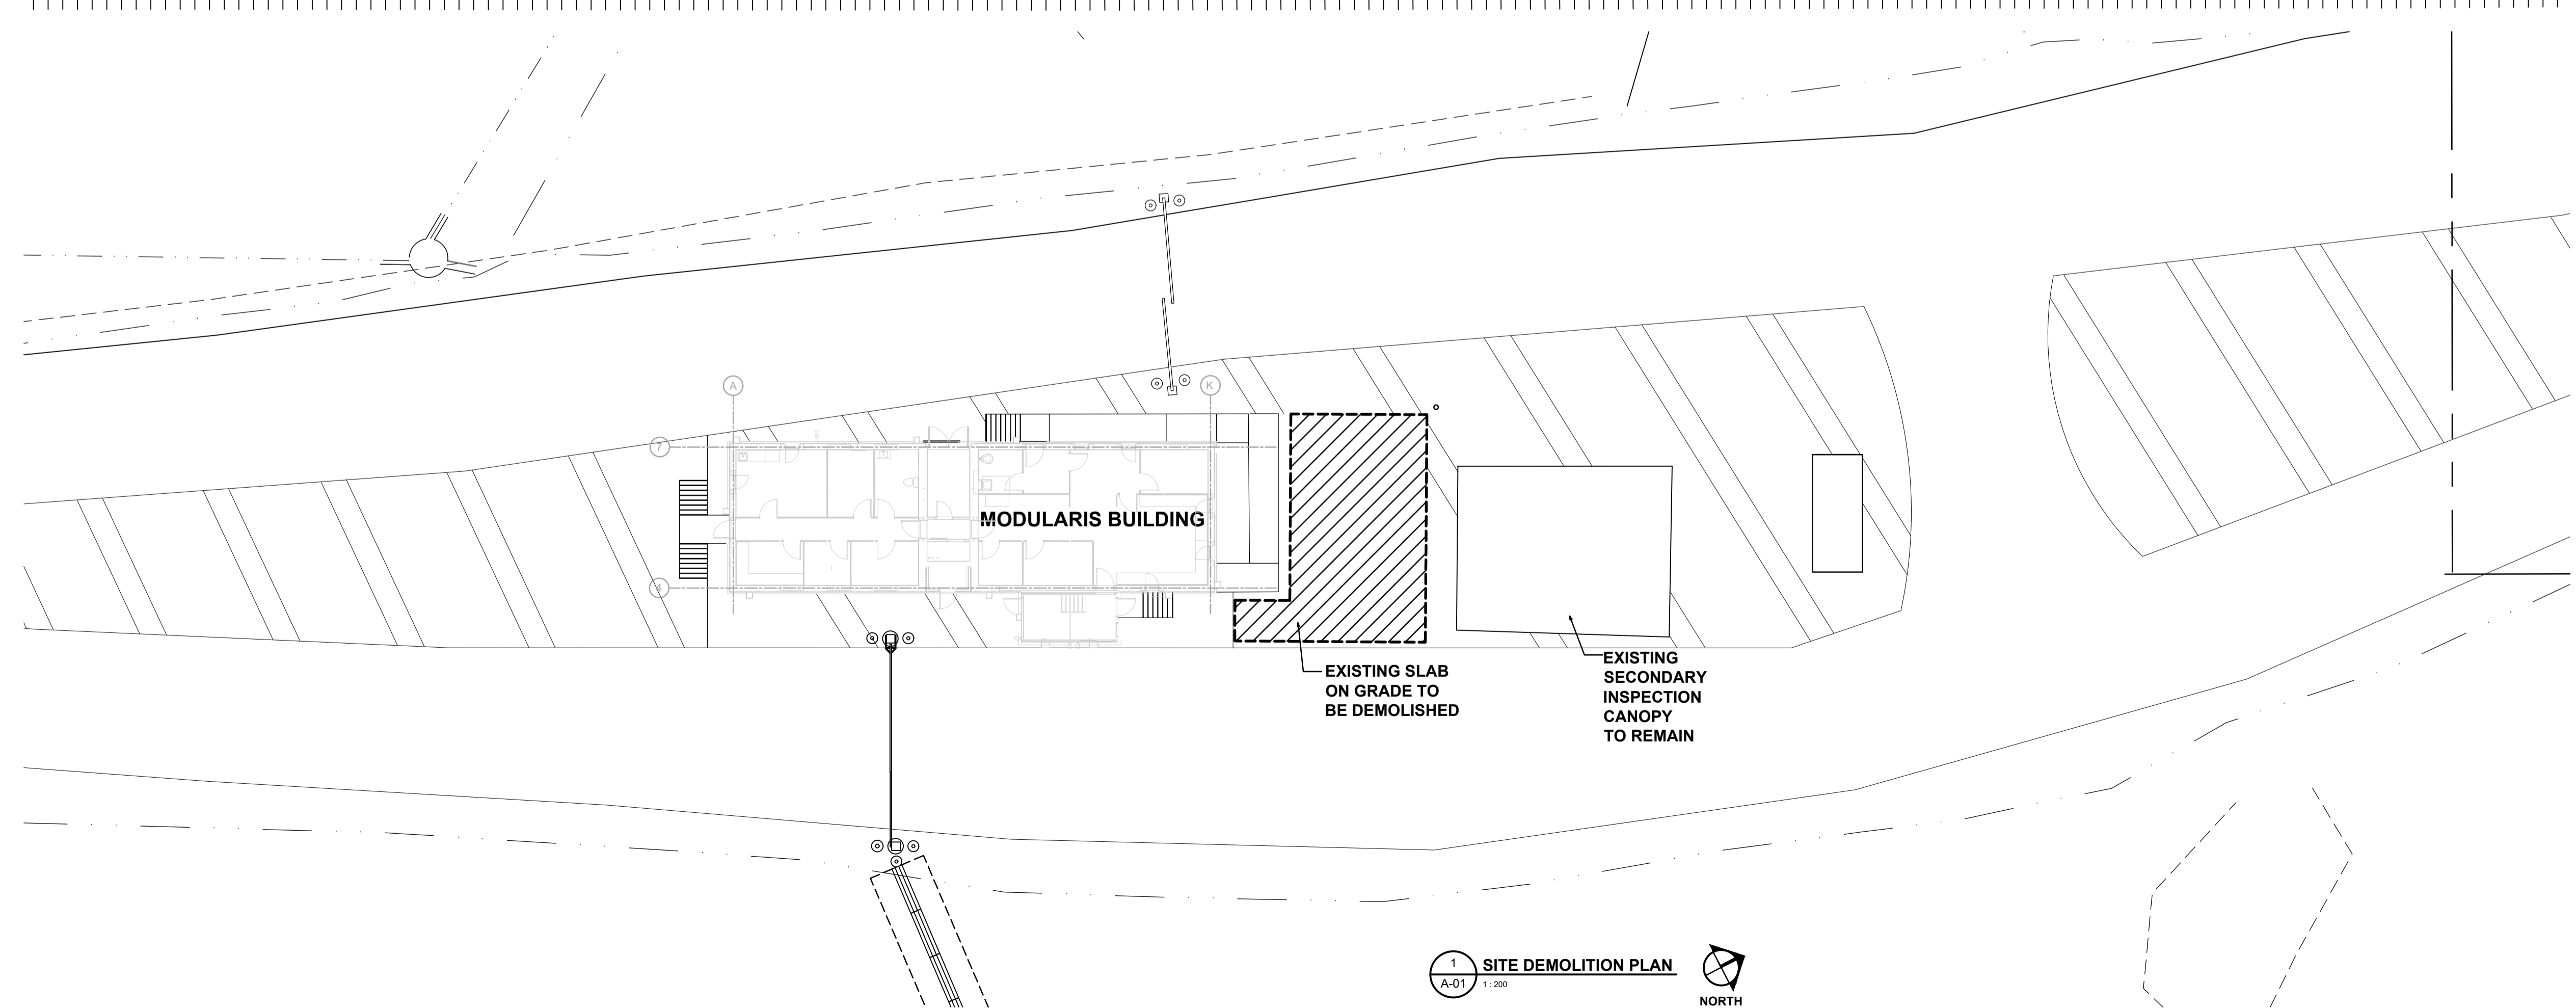 A
K
7
MODULARIS BUILDING
4
EXISTING SLAB
ON GRADE TO
BE DEMOLISHED
EXISTING
SECONDARY
INSPECTION
CANOPY
TO REMAIN
1
A-01
SITE DEMOLITION PLAN
1 : 200
NORTH